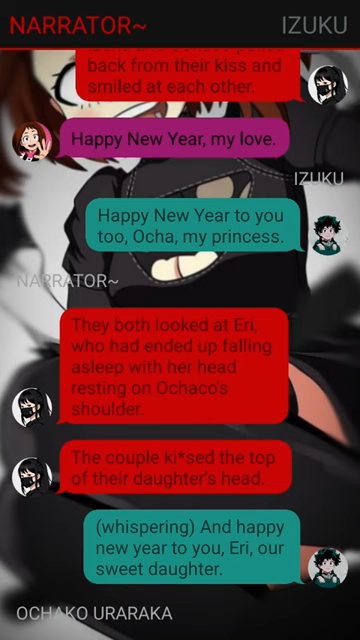 NARRATOR~ IZUKU
back from their kiss and
smiled at each other.
Happy New Year, my love.
IZUKU
Happy New Year to you
too, Ocha, my princess.
NARRATOR~
They both looked at Eri,
who had ended up falling
asleep with her head
resting on Ochaco's
shoulder.
The couple ki*sed the top
of their daughter's head.
(whispering) And happy
new year to you, Eri, our
sweet daughter.
OCHAKO URARAKA